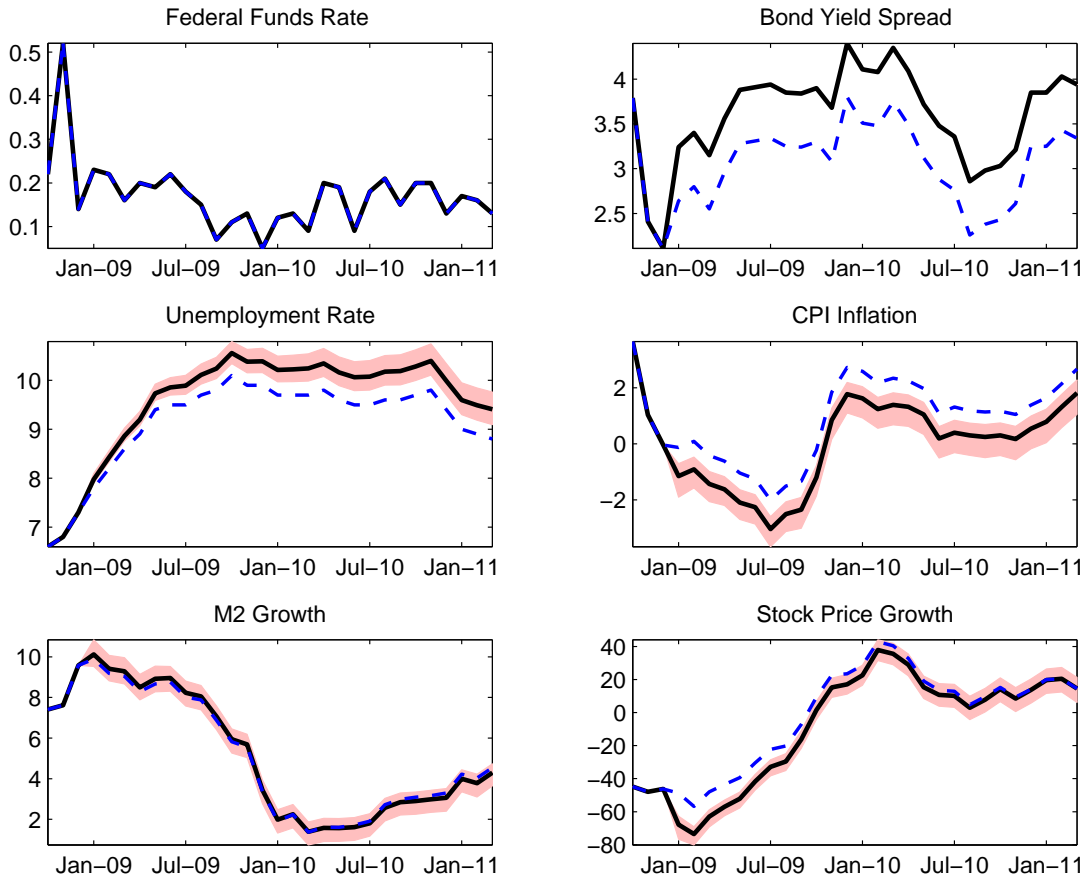 Federal Funds Rate
0.5
0.4
0.3
0.2
0.1
Jan−09 Jul−09 Jan−10 Jul−10 Jan−11
Bond Yield Spread
4
3.5
3
2.5
Jan−09 Jul−09 Jan−10 Jul−10 Jan−11
Unemployment Rate
10
9
8
7
Jan−09 Jul−09 Jan−10 Jul−10 Jan−11
CPI Inflation
2
0
−2
Jan−09 Jul−09 Jan−10 Jul−10 Jan−11
M2 Growth
10
8
6
4
2
Jan−09 Jul−09 Jan−10 Jul−10 Jan−11
Stock Price Growth
40
20
0
−20
−40
−60
−80
Jan−09 Jul−09 Jan−10 Jul−10 Jan−11